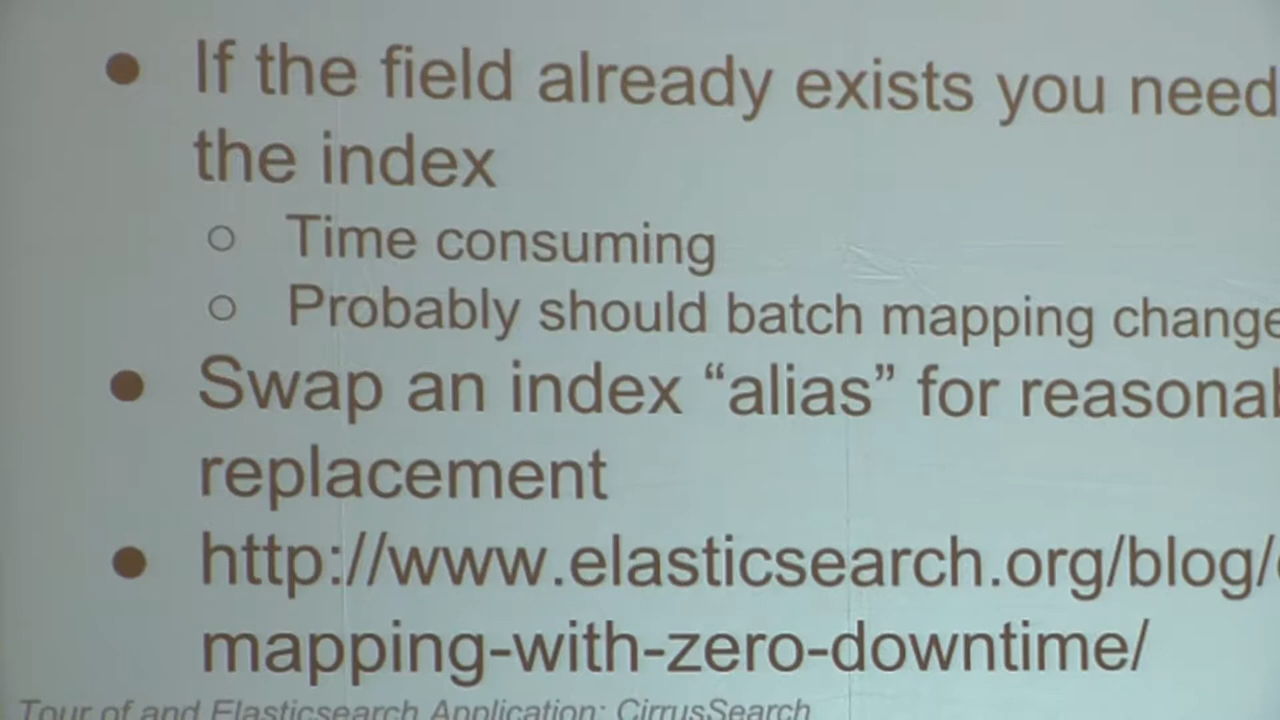 If the field already exists you need
the index
Time consuming
Probably should batch mapping change
Swap an index “alias” for reasonal
replacement
http://www.elasticsearch.org/blog/
mapping-with-zero-downtime/
Tour of and Elasticsearch Application: CirrusSearch